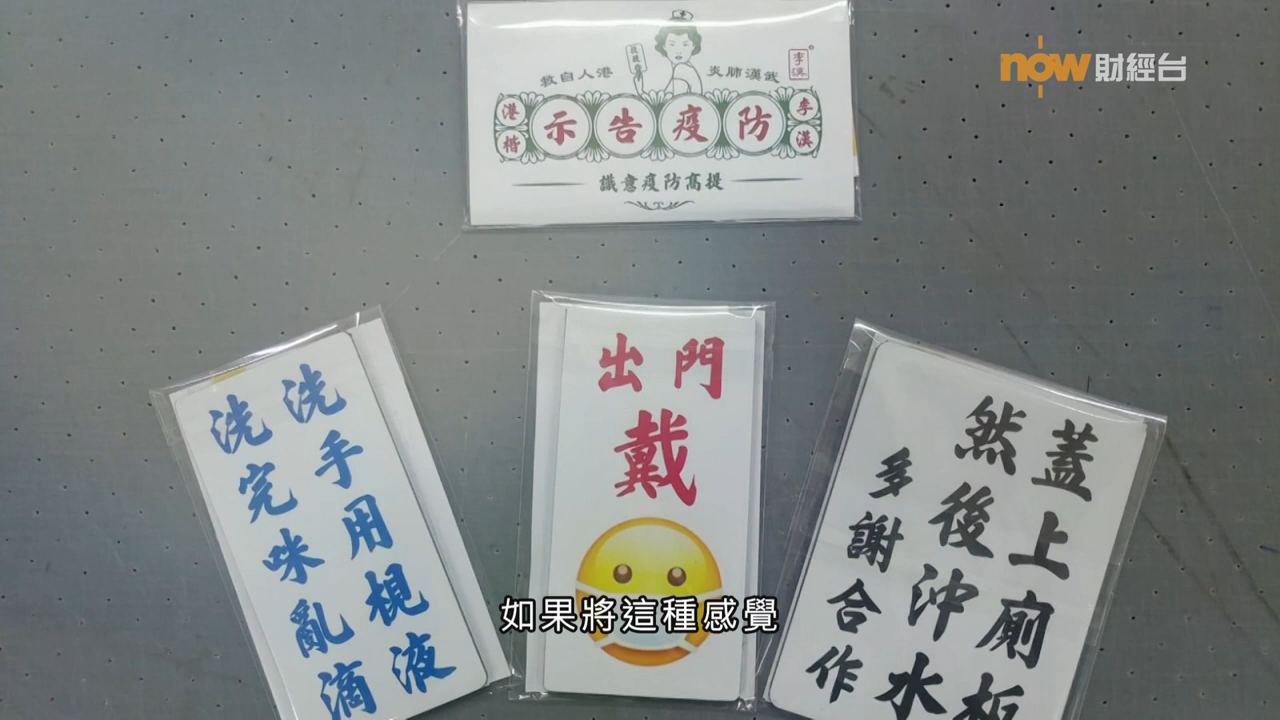 now財經台
李漢
武漢肺炎 港人自救
李漢
防疫告示
港楷
提高防疫意識
洗手用梘液
洗完咪亂滴
出門
戴
蓋上廁板
然後沖水
多謝合作
如果將這種感覺